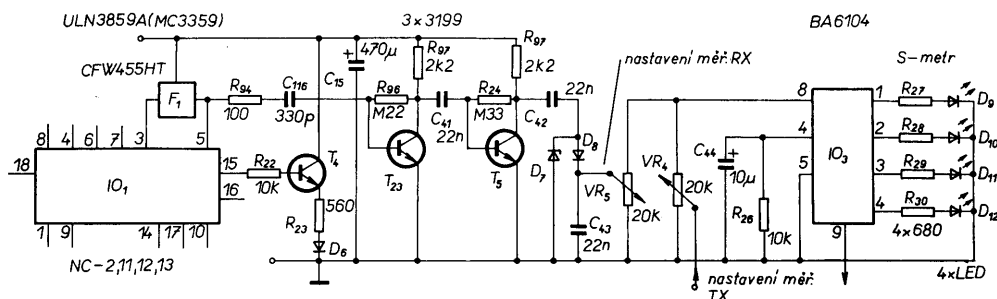 ULN3859A(MC3359)
3 x 3199
BA6104
CFW455HT
F1
R94
100
C116
330p
C15
470µ
+
R96
M22
R97
2k2
C41
22n
R24
M33
R97
2k2
C42
22n
nastavení měř. RX
S-metr
8 4 6 7 3 5
18
IO1
15
16
1 9 14 17 10
NC-2,11,12,13
R22
10k
T4
560
R23
D6
T23
T5
D7
D8
C43
22n
VR5
20k
VR4
20k
nastavení měř.
TX
C44
+
10µ
R26
10k
8
4
5
IO3
9
1
2
3
4
R27
R28
R29
R30
4x680
D9
D10
D11
D12
4xLED